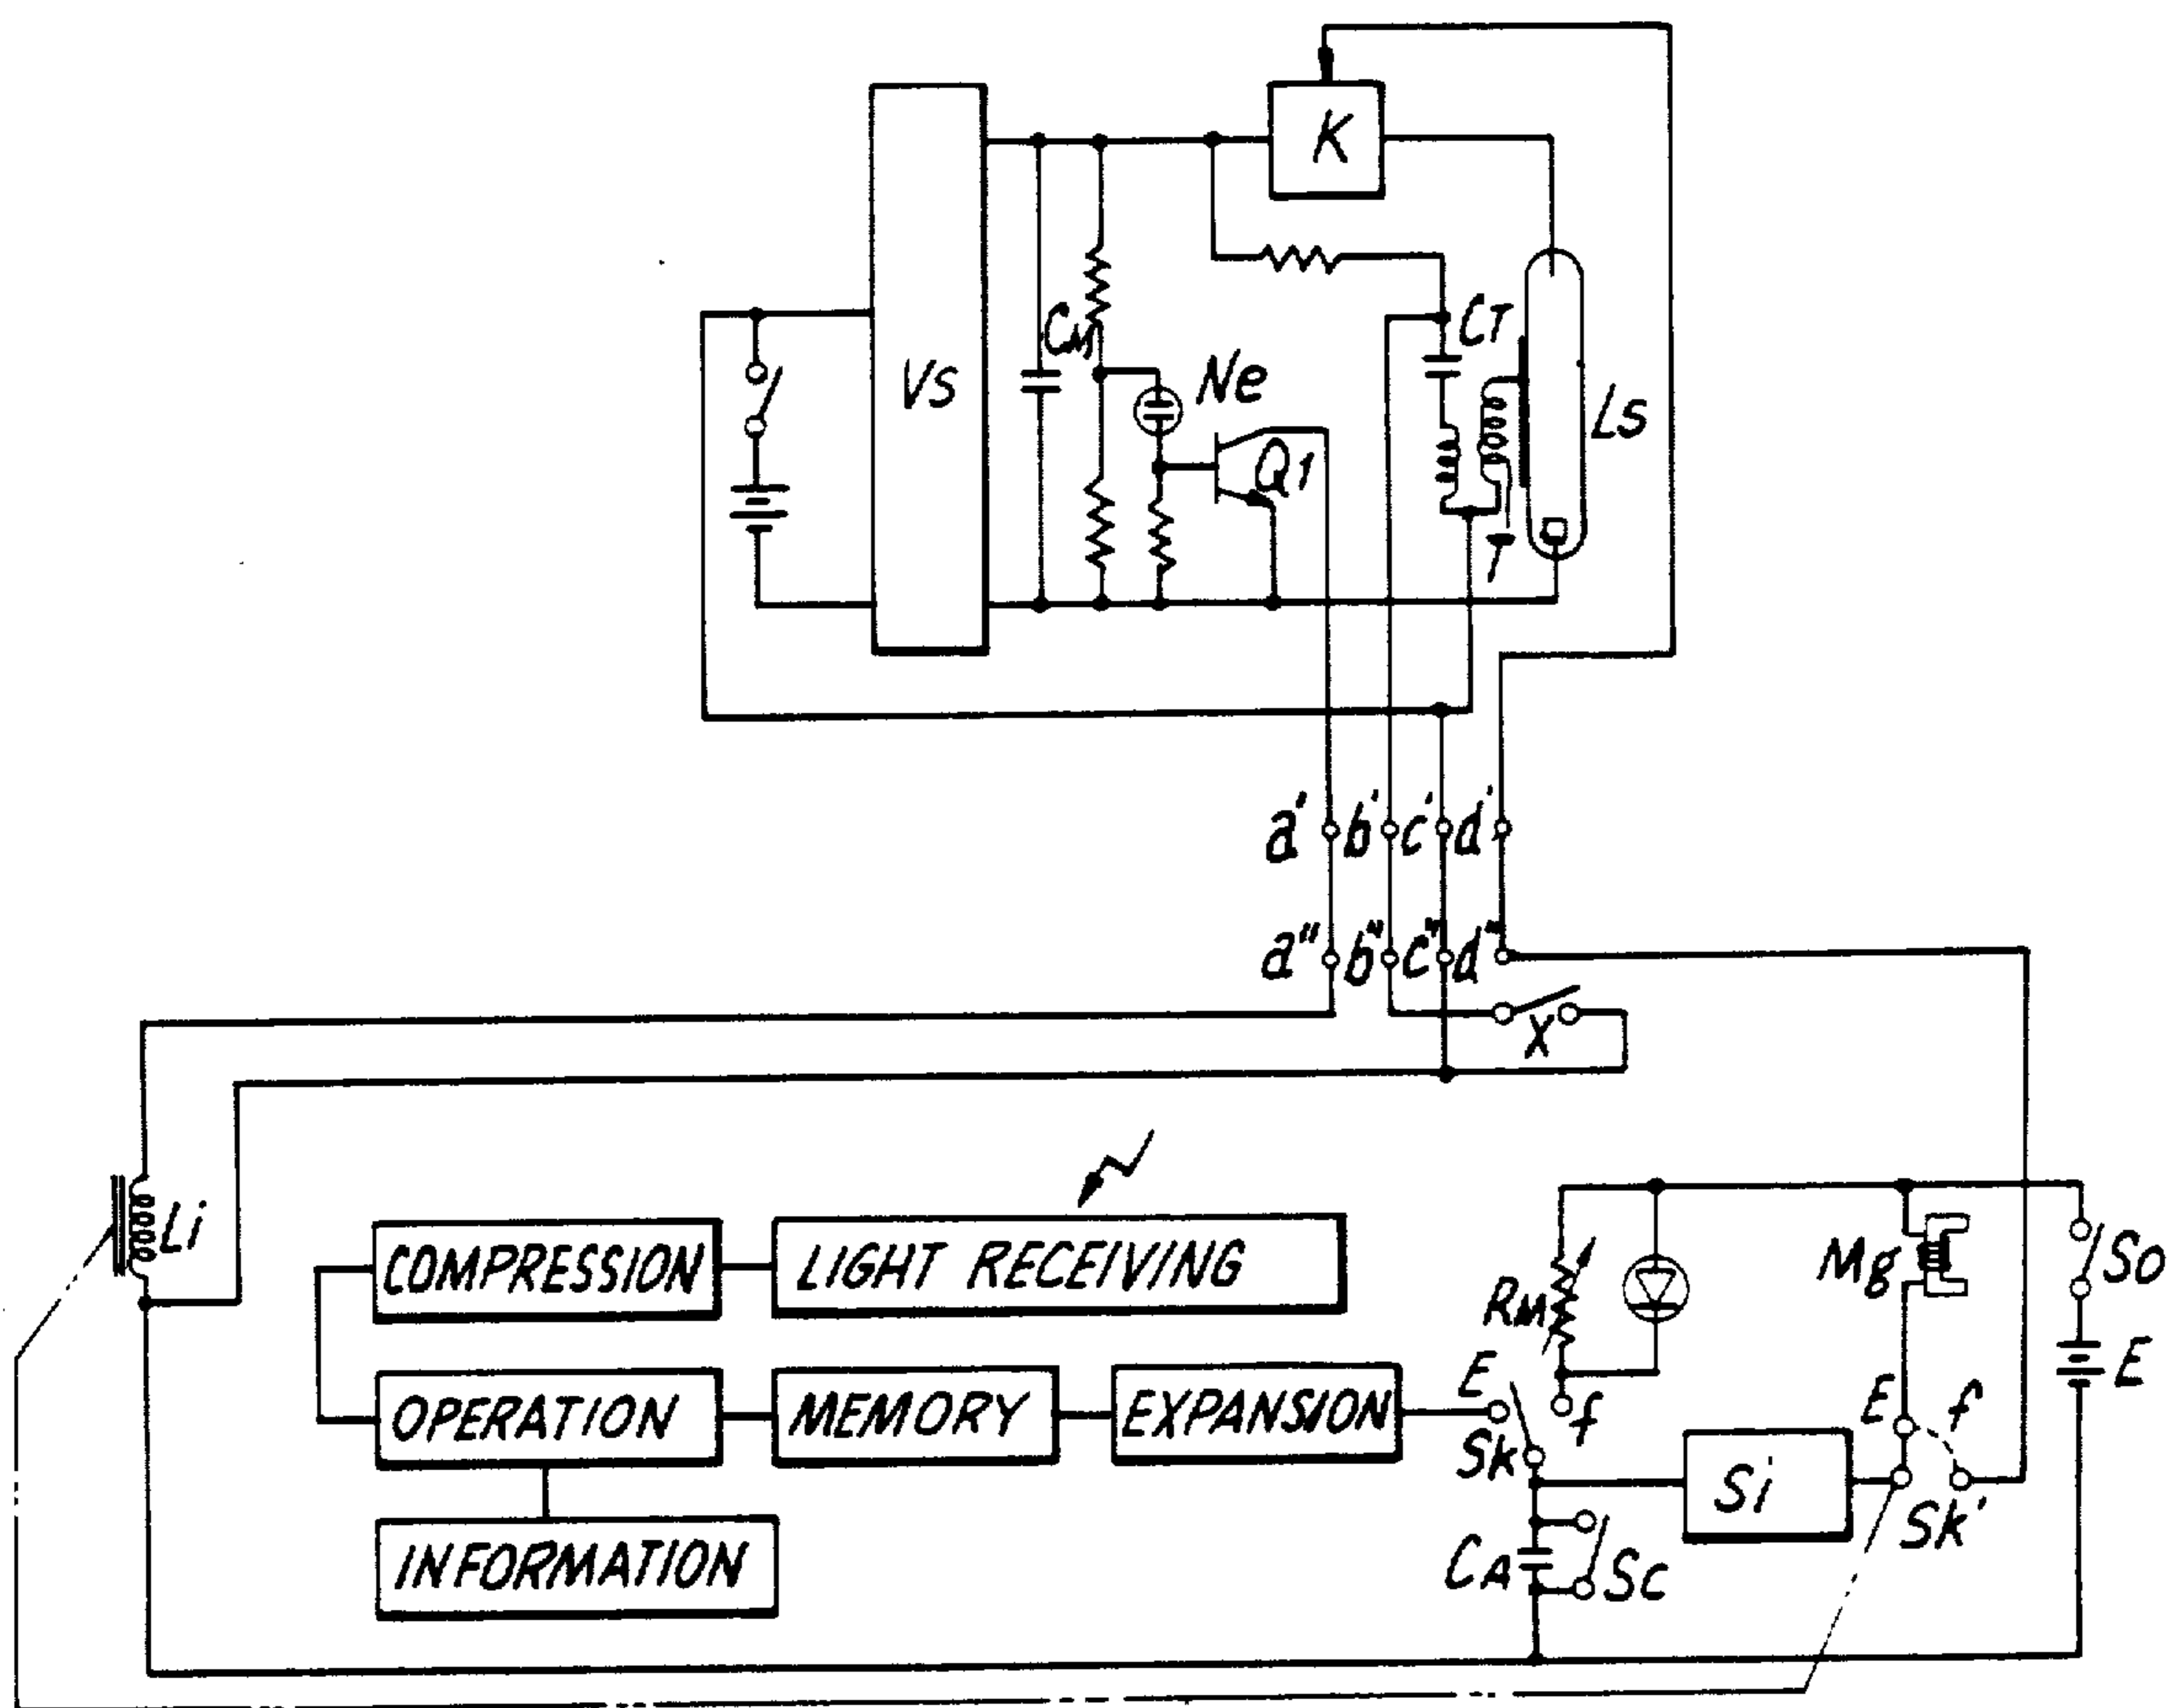 K
CM
CT
VS
Ne
LS
Q1
T
a' b' c' d'
a" b" c" d"
X
Li
COMPRESSION
LIGHT RECEIVING
RM
Mg
So
E
OPERATION
MEMORY
EXPANSION
E
f
SK
E
f
Si
SK'
INFORMATION
CA
Sc